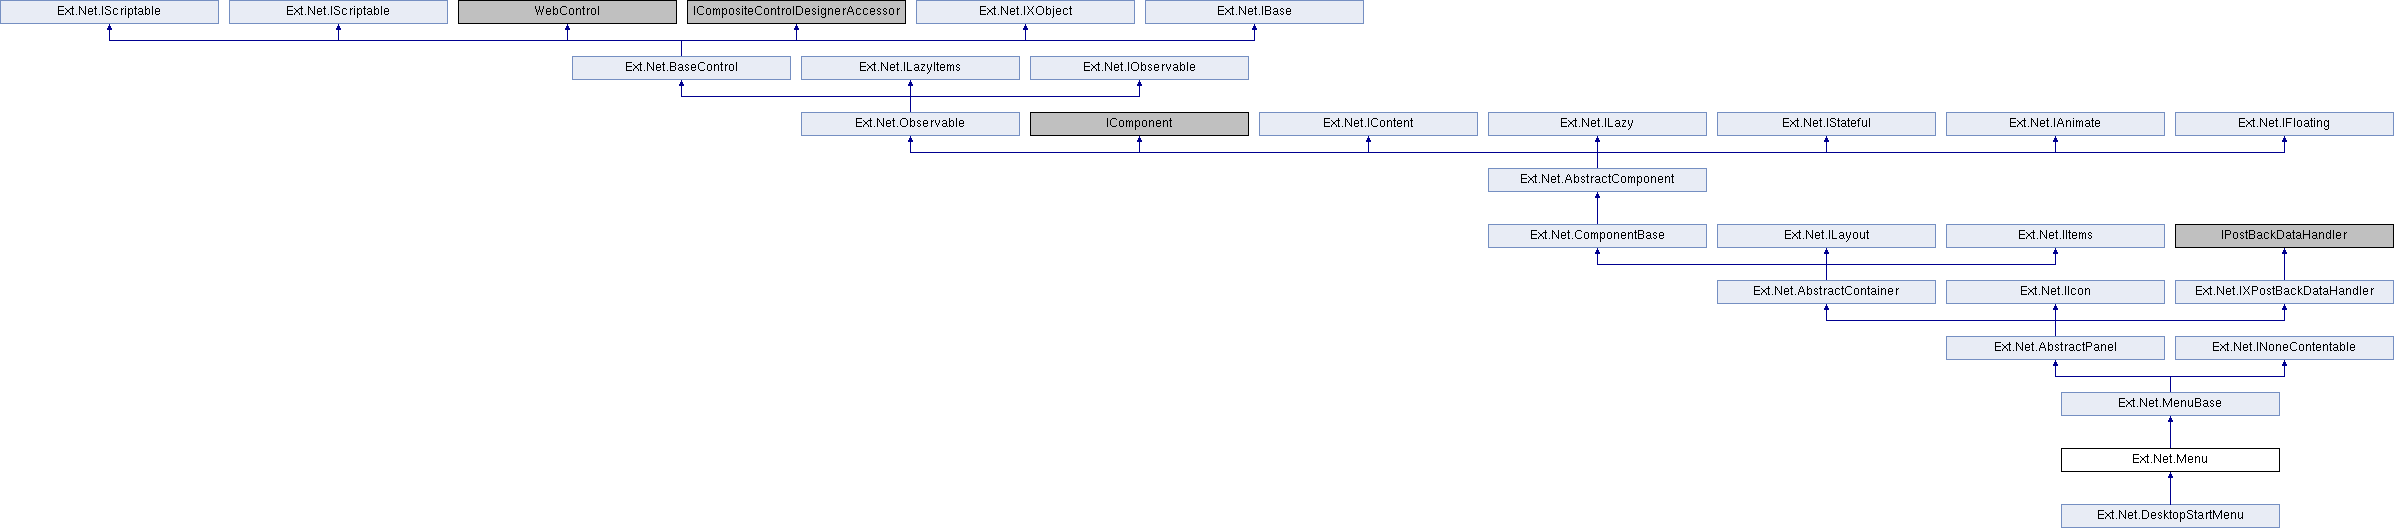 Ext.Net.IScriptable
Ext.Net.IScriptable
WebControl
ICompositeControlDesignerAccessor
Ext.Net.IXObject
Ext.Net.IBase
Ext.Net.BaseControl
Ext.Net.ILazyItems
Ext.Net.IObservable
Ext.Net.Observable
IComponent
Ext.Net.IContent
Ext.Net.ILazy
Ext.Net.IStateful
Ext.Net.IAnimate
Ext.Net.IFloating
Ext.Net.AbstractComponent
Ext.Net.ComponentBase
Ext.Net.ILayout
Ext.Net.IItems
IPostBackDataHandler
Ext.Net.AbstractContainer
Ext.Net.IIcon
Ext.Net.IXPostBackDataHandler
Ext.Net.AbstractPanel
Ext.Net.INoneContentable
Ext.Net.MenuBase
Ext.Net.Menu
Ext.Net.DesktopStartMenu